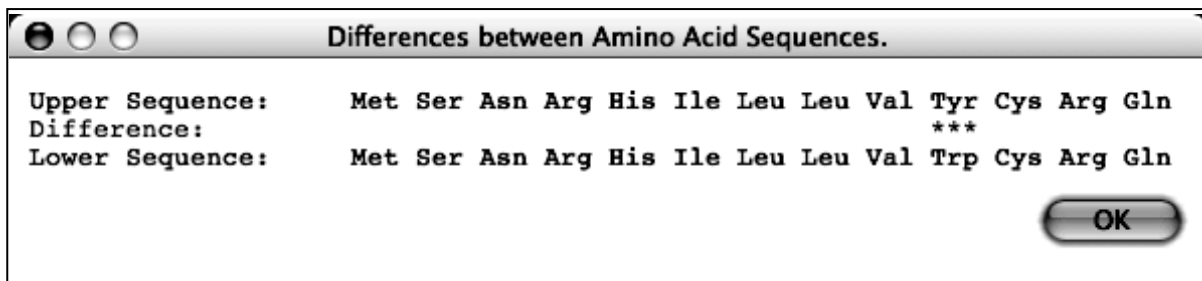 Differences between Amino Acid Sequences.
Upper Sequence: Met Ser Asn Arg His Ile Leu Leu Val Tyr Cys Arg Gln
Difference: ***
Lower Sequence: Met Ser Asn Arg His Ile Leu Leu Val Trp Cys Arg Gln
OK